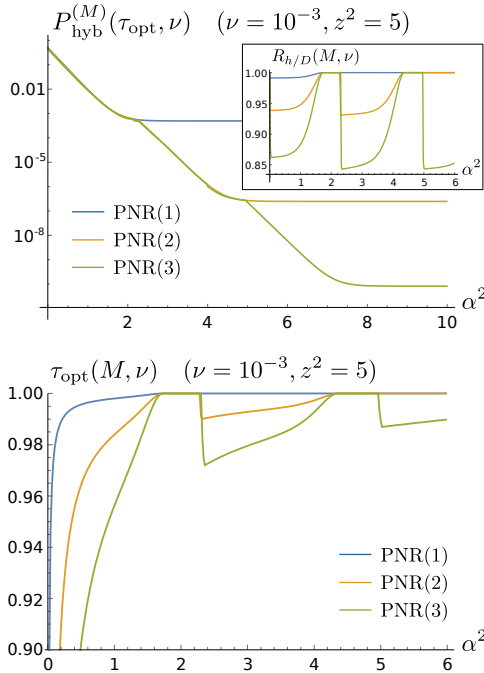 P_hyb^(M)(τ_opt, ν) (ν = 10^-3, z^2 = 5)
R_h/D(M, ν)
1.00
0.95
0.90
0.85
0 1 2 3 4 5 6
α^2
0.01
10^-5
10^-8
PNR(1)
PNR(2)
PNR(3)
2 4 6 8 10
α^2
τ_opt(M, ν) (ν = 10^-3, z^2 = 5)
1.00
0.98
0.96
0.94
0.92
0.90
PNR(1)
PNR(2)
PNR(3)
0 1 2 3 4 5 6
α^2